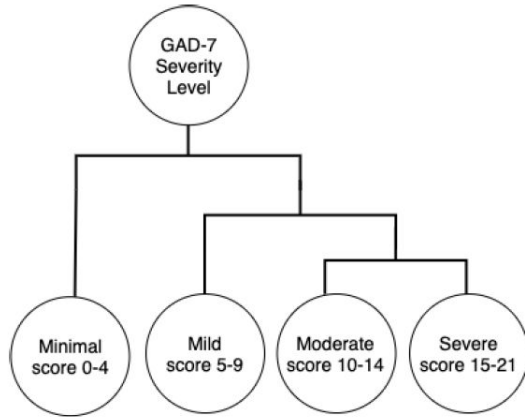 GAD-7
Severity
Level
Minimal
score 0-4
Mild
score 5-9
Moderate
score 10-14
Severe
score 15-21